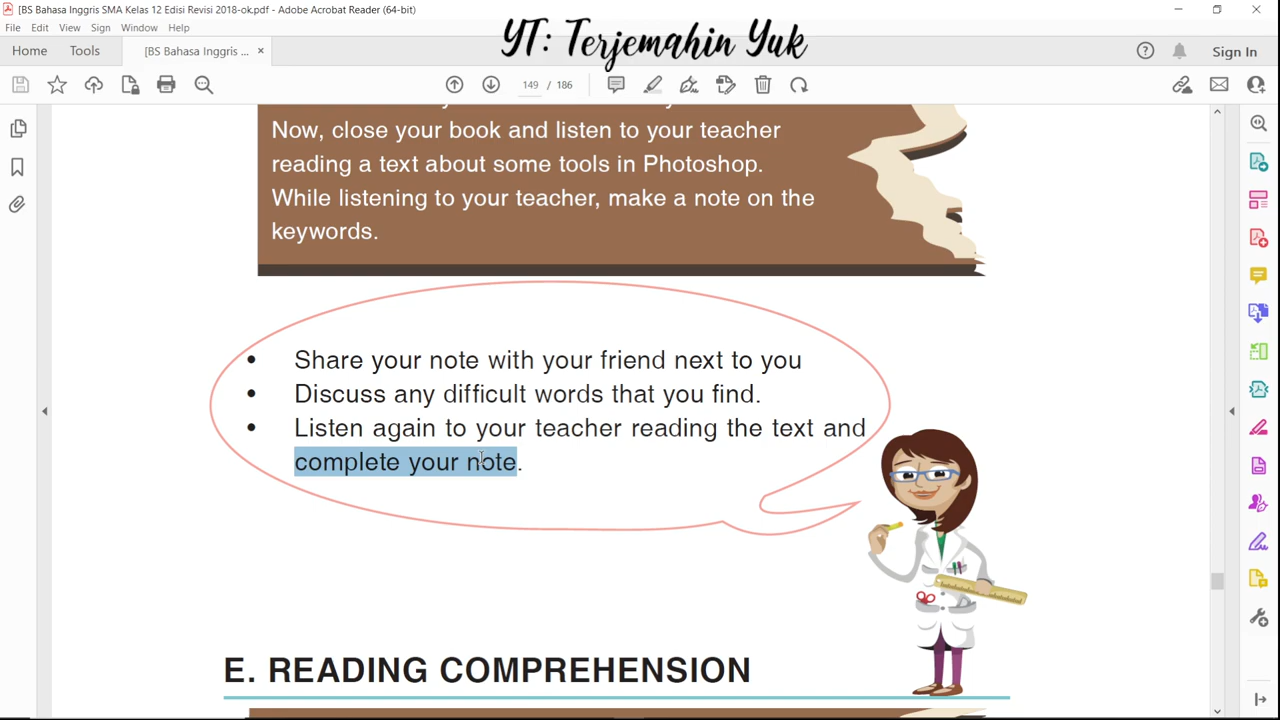 [BS Bahasa Inggris SMA Kelas 12 Edisi Revisi 2018-ok.pdf - Adobe Acrobat Reader (64-bit)
File Edit View Sign Window Help
YT: Terjemahin Yuk
Home Tools [BS Bahasa Inggris ... Sign In
149 / 186
Now, close your book and listen to your teacher
reading a text about some tools in Photoshop.
While listening to your teacher, make a note on the
keywords.
• Share your note with your friend next to you
• Discuss any difficult words that you find.
• Listen again to your teacher reading the text and
complete your note.
E. READING COMPREHENSION